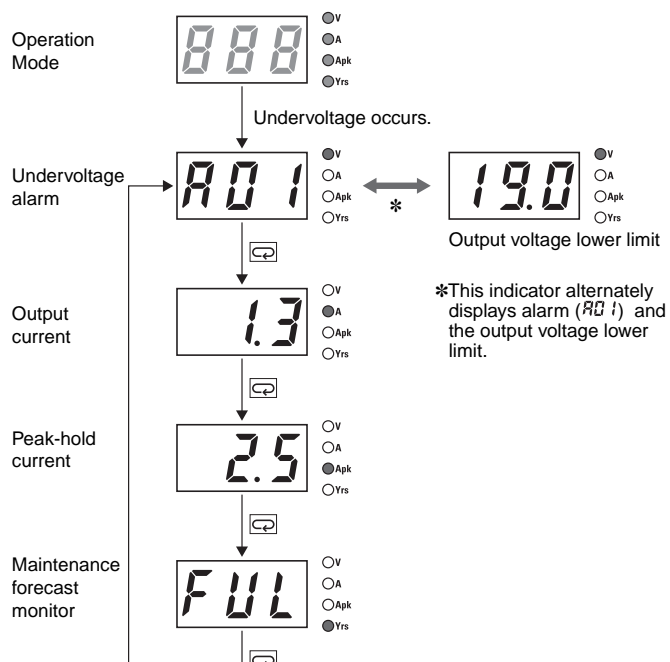 Operation
Mode
888
V
A
Apk
Yrs
Undervoltage occurs.
Undervoltage
alarm
A01
V
A
Apk
Yrs
✻
19.0
V
A
Apk
Yrs
Output voltage lower limit
✻This indicator alternately
displays alarm (A01) and
the output voltage lower
limit.
Output
current
1.3
V
A
Apk
Yrs
Peak-hold
current
2.5
V
A
Apk
Yrs
Maintenance
forecast
monitor
FUL
V
A
Apk
Yrs